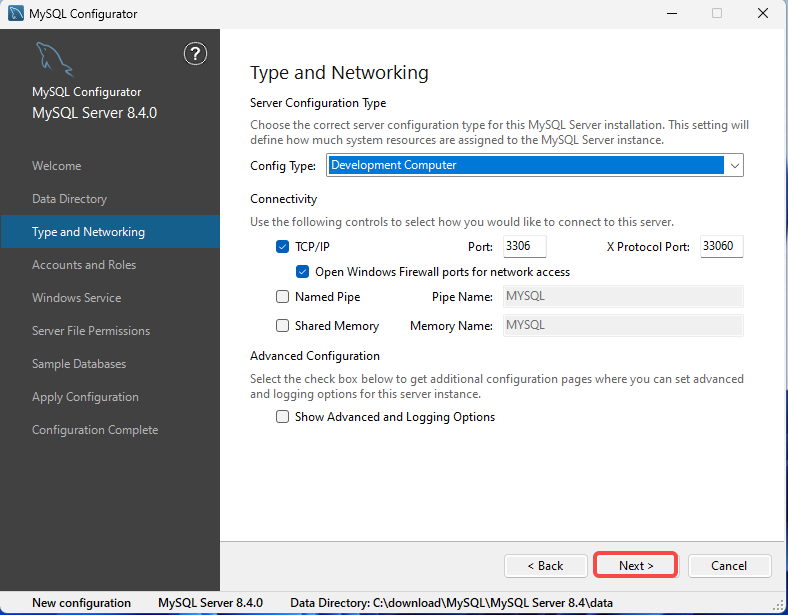 MySQL Configurator
?
MySQL Configurator
MySQL Server 8.4.0
Welcome
Data Directory
Type and Networking
Accounts and Roles
Windows Service
Server File Permissions
Sample Databases
Apply Configuration
Configuration Complete
Type and Networking
Server Configuration Type
Choose the correct server configuration type for this MySQL Server installation. This setting will
define how much system resources are assigned to the MySQL Server instance.
Config Type: Development Computer
Connectivity
Use the following controls to select how you would like to connect to this server.
TCP/IP Port: 3306 X Protocol Port: 33060
Open Windows Firewall ports for network access
Named Pipe Pipe Name: MYSQL
Shared Memory Memory Name: MYSQL
Advanced Configuration
Select the check box below to get additional configuration pages where you can set advanced
and logging options for this server instance.
Show Advanced and Logging Options
< Back Next > Cancel
New configuration MySQL Server 8.4.0 Data Directory: C:\download\MySQL\MySQL Server 8.4\data